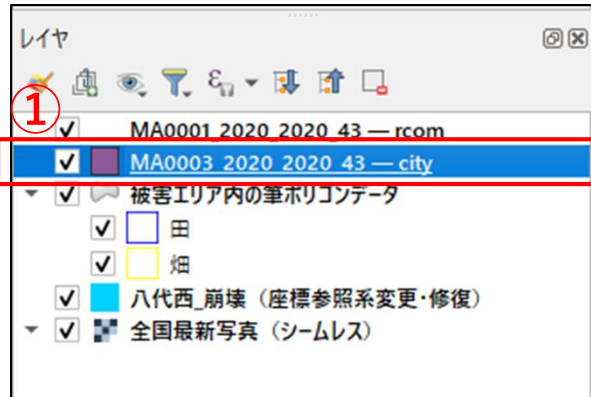 レイヤ
①
MA0001_2020_2020_43 — rcom
MA0003_2020_2020_43 — city
被害エリア内の筆ポリゴンデータ
田
畑
八代西_崩壊（座標参照系変更・修復）
全国最新写真（シームレス）